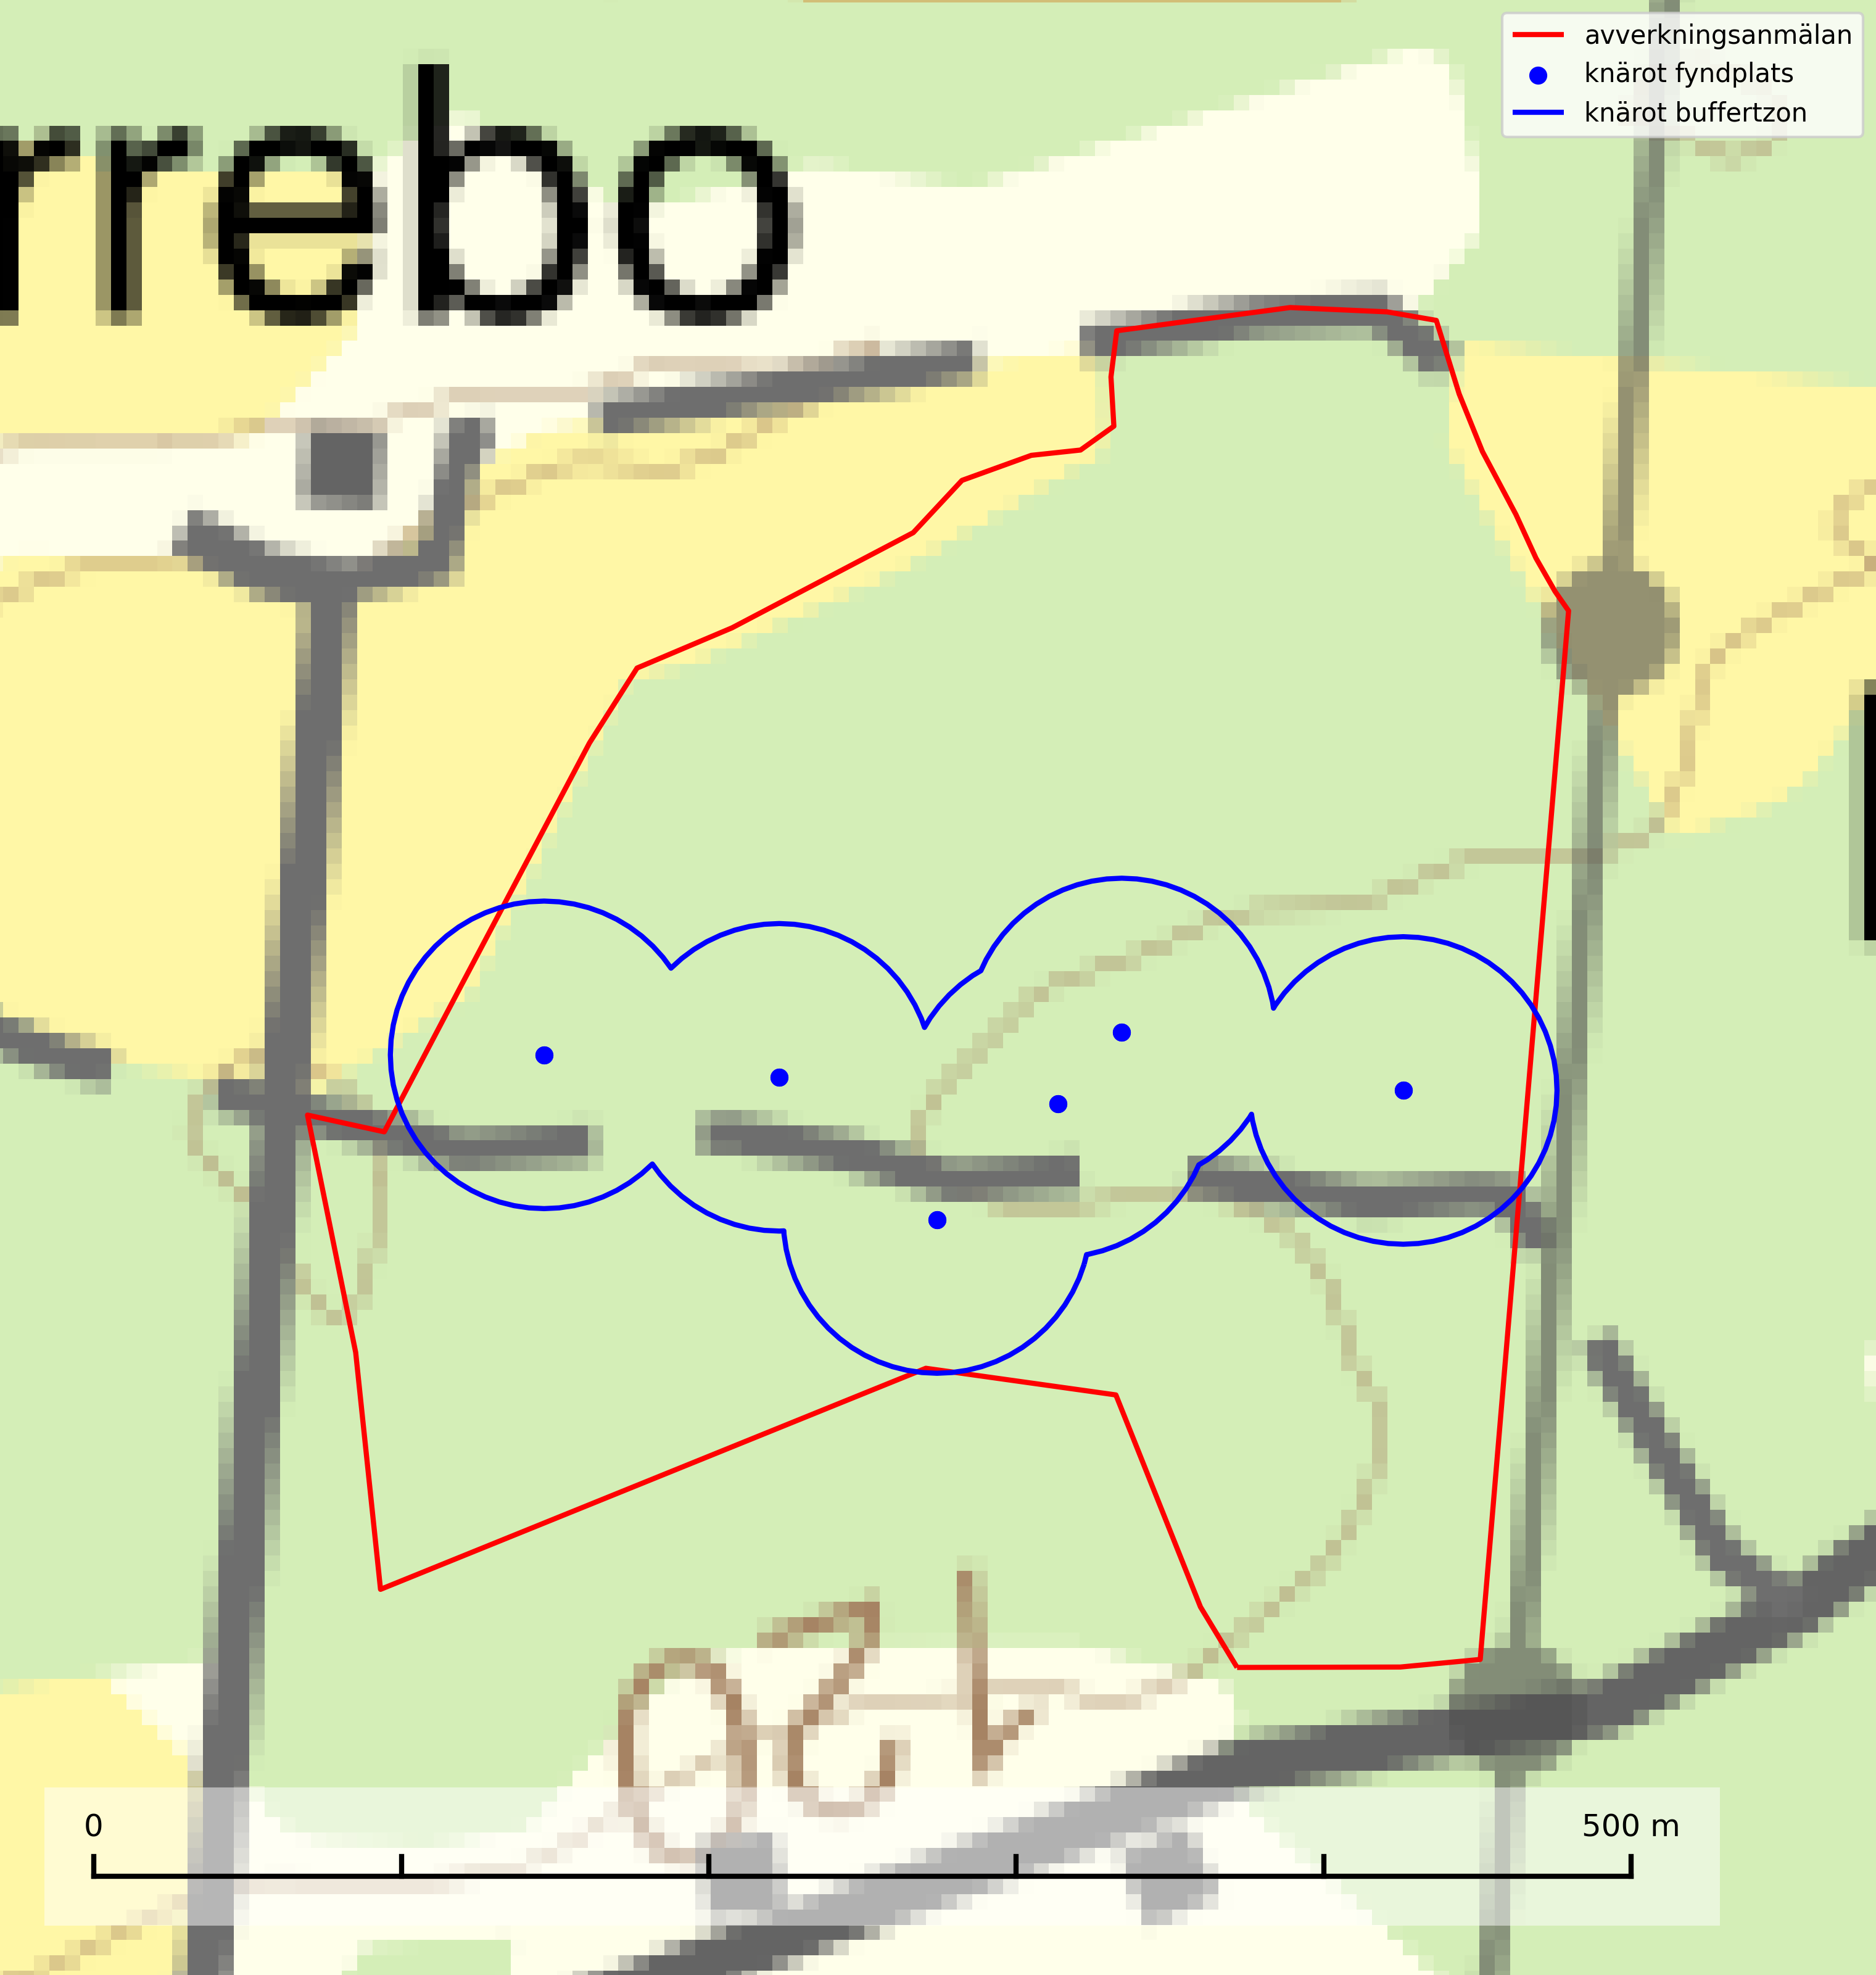 avverkningsanmälan
knärot fyndplats
knärot buffertzon
rrebo
0 500 m